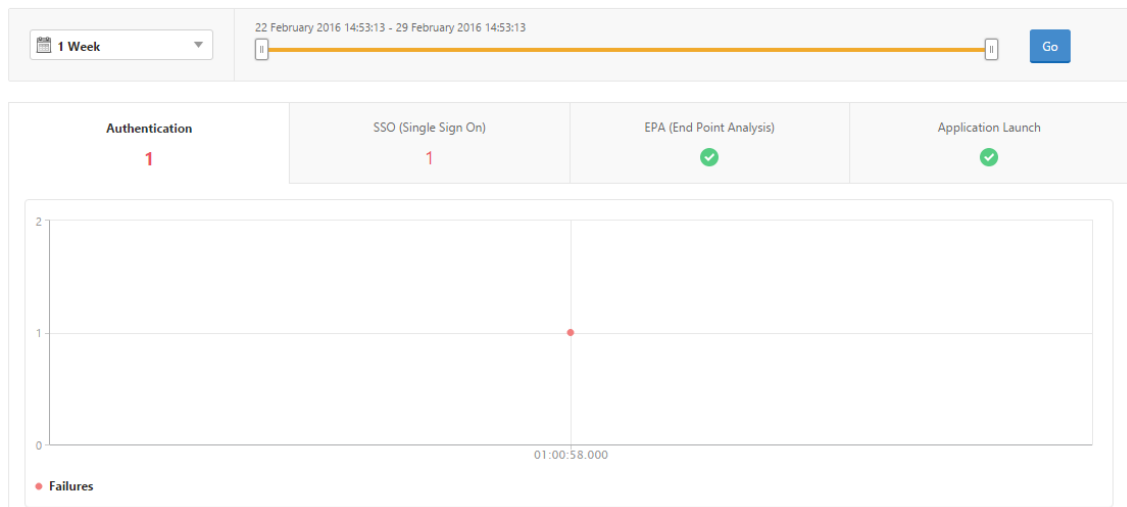 22 February 2016 14:53:13 - 29 February 2016 14:53:13
1 Week
Go
Authentication
1
SSO (Single Sign On)
1
EPA (End Point Analysis)
Application Launch
2
1
0
01:00:58.000
Failures